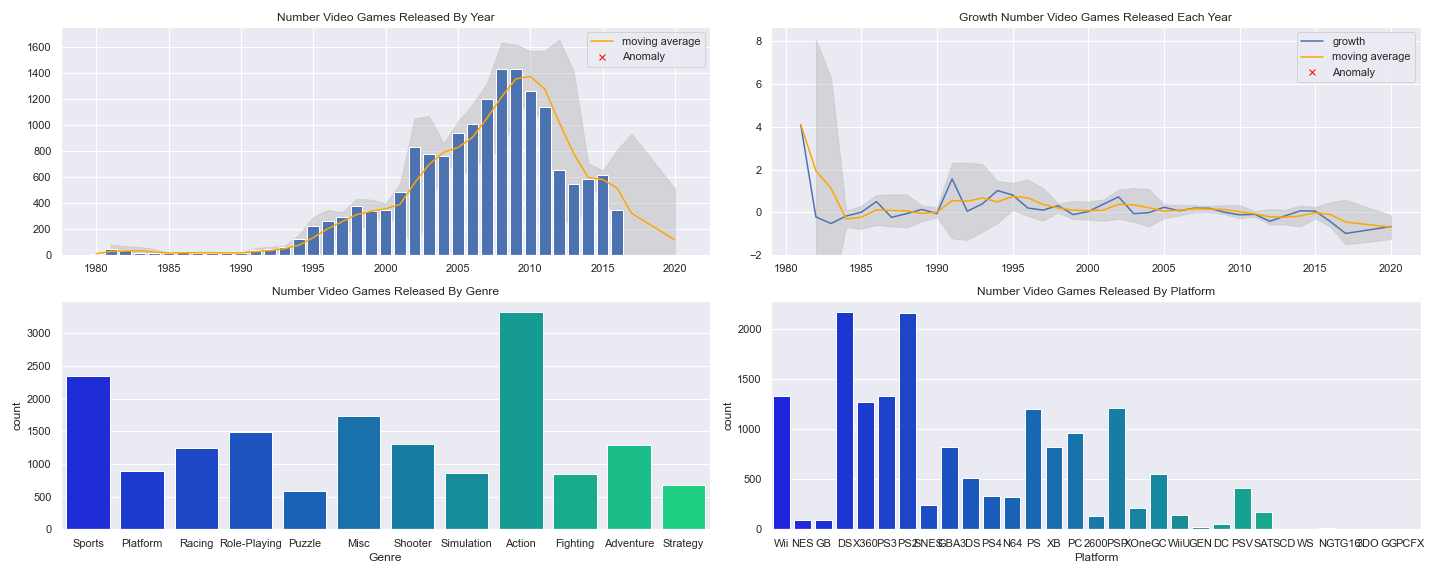 Number Video Games Released By Year
1600
1400
1200
1000
800
600
400
200
0
moving average
Anomaly
1980 1985 1990 1995 2000 2005 2010 2015 2020
Growth Number Video Games Released Each Year
8
6
4
2
0
−2
growth
moving average
Anomaly
1980 1985 1990 1995 2000 2005 2010 2015 2020
Number Video Games Released By Genre
count
3000
2500
2000
1500
1000
500
0
Sports Platform Racing Role-Playing Puzzle Misc Shooter Simulation Action Fighting Adventure Strategy
Genre
Number Video Games Released By Platform
count
2000
1500
1000
500
0
Wii NES GB DS X360 PS3 PS2 SNES GBA 3DS PS4 N64 PS XB PC 2600 PSP XOne GC WiiU GEN DC PSV SAT SCD WS NG TG16 3DO GG PCFX
Platform